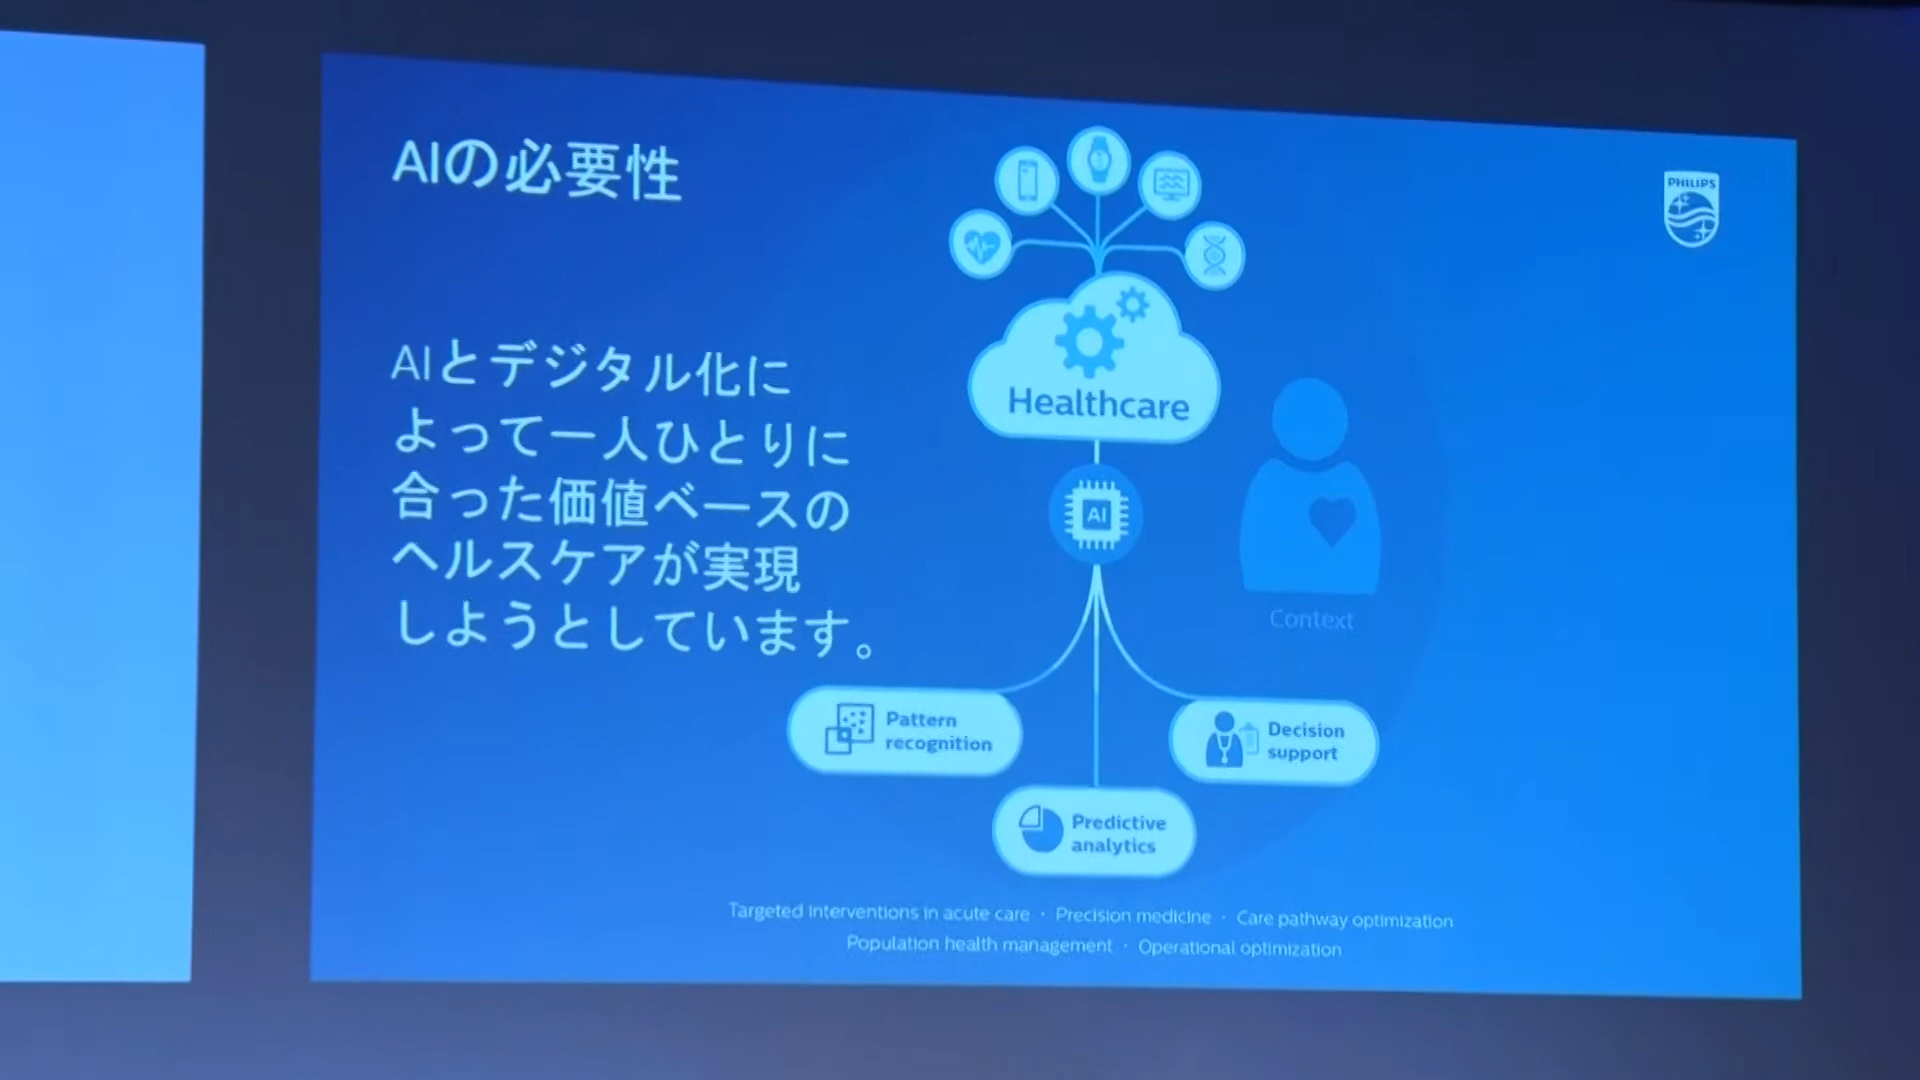 AIの必要性
PHILIPS
AIとデジタル化に
よって一人ひとりに
合った価値ベースの
ヘルスケアが実現
しようとしています。
Healthcare
AI
Context
Pattern
recognition
Decision
support
Predictive
analytics
Targeted interventions in acute care · Precision medicine · Care pathway optimization
Population health management · Operational optimization